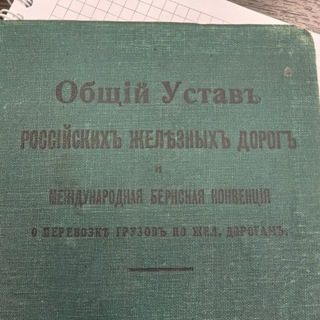 Общій Уставъ
РОССІЙСКИХЪ ЖЕЛѢЗНЫХЪ ДОРОГЪ
и
МЕЖДУНАРОДНАЯ БЕРНСКАЯ КОНВЕНЦІЯ
О ПЕРЕВОЗКѢ ГРУЗОВЪ ПО ЖЕЛ. ДОРОГАМЪ.